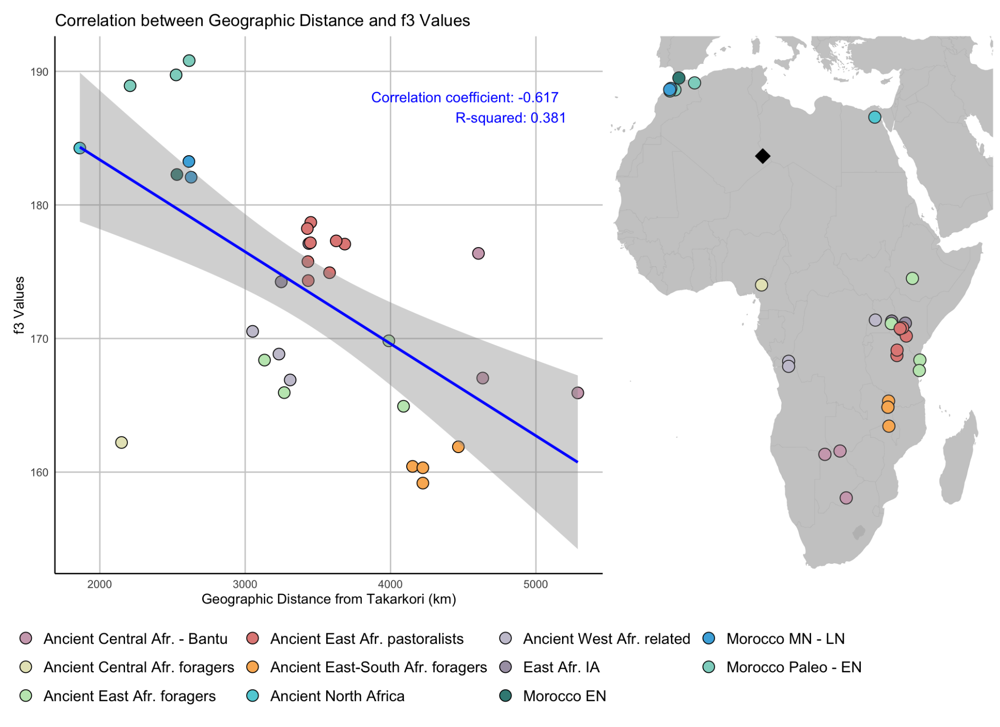 Correlation between Geographic Distance and f3 Values
Correlation coefficient: -0.617
R-squared: 0.381
f3 Values
190
180
170
160
2000 3000 4000 5000
Geographic Distance from Takarkori (km)
Ancient Central Afr. - Bantu
Ancient Central Afr. foragers
Ancient East Afr. foragers
Ancient East Afr. pastoralists
Ancient East-South Afr. foragers
Ancient North Africa
Ancient West Afr. related
East Afr. IA
Morocco EN
Morocco MN - LN
Morocco Paleo - EN